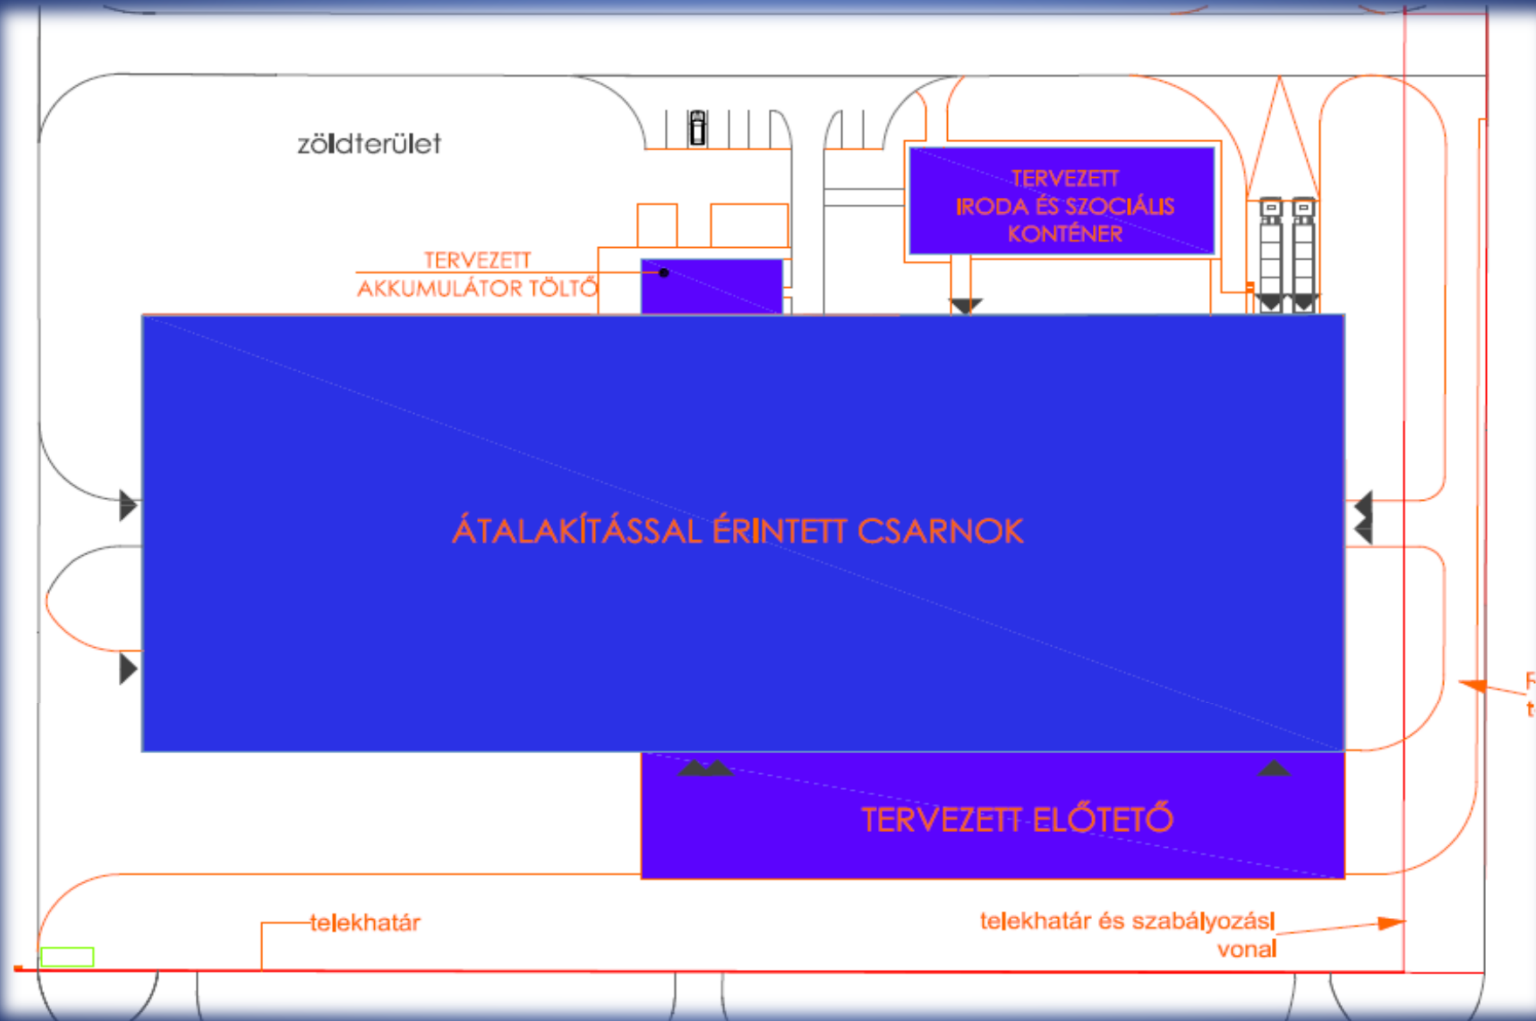 zöldterület
TERVEZETT
IRODA ÉS SZOCIÁLIS
KONTÉNER
TERVEZETT
AKKUMULÁTOR TÖLTŐ
ÁTALAKÍTÁSSAL ÉRINTETT CSARNOK
TERVEZETT ELŐTETŐ
telekhatár
telekhatár és szabályozási
vonal